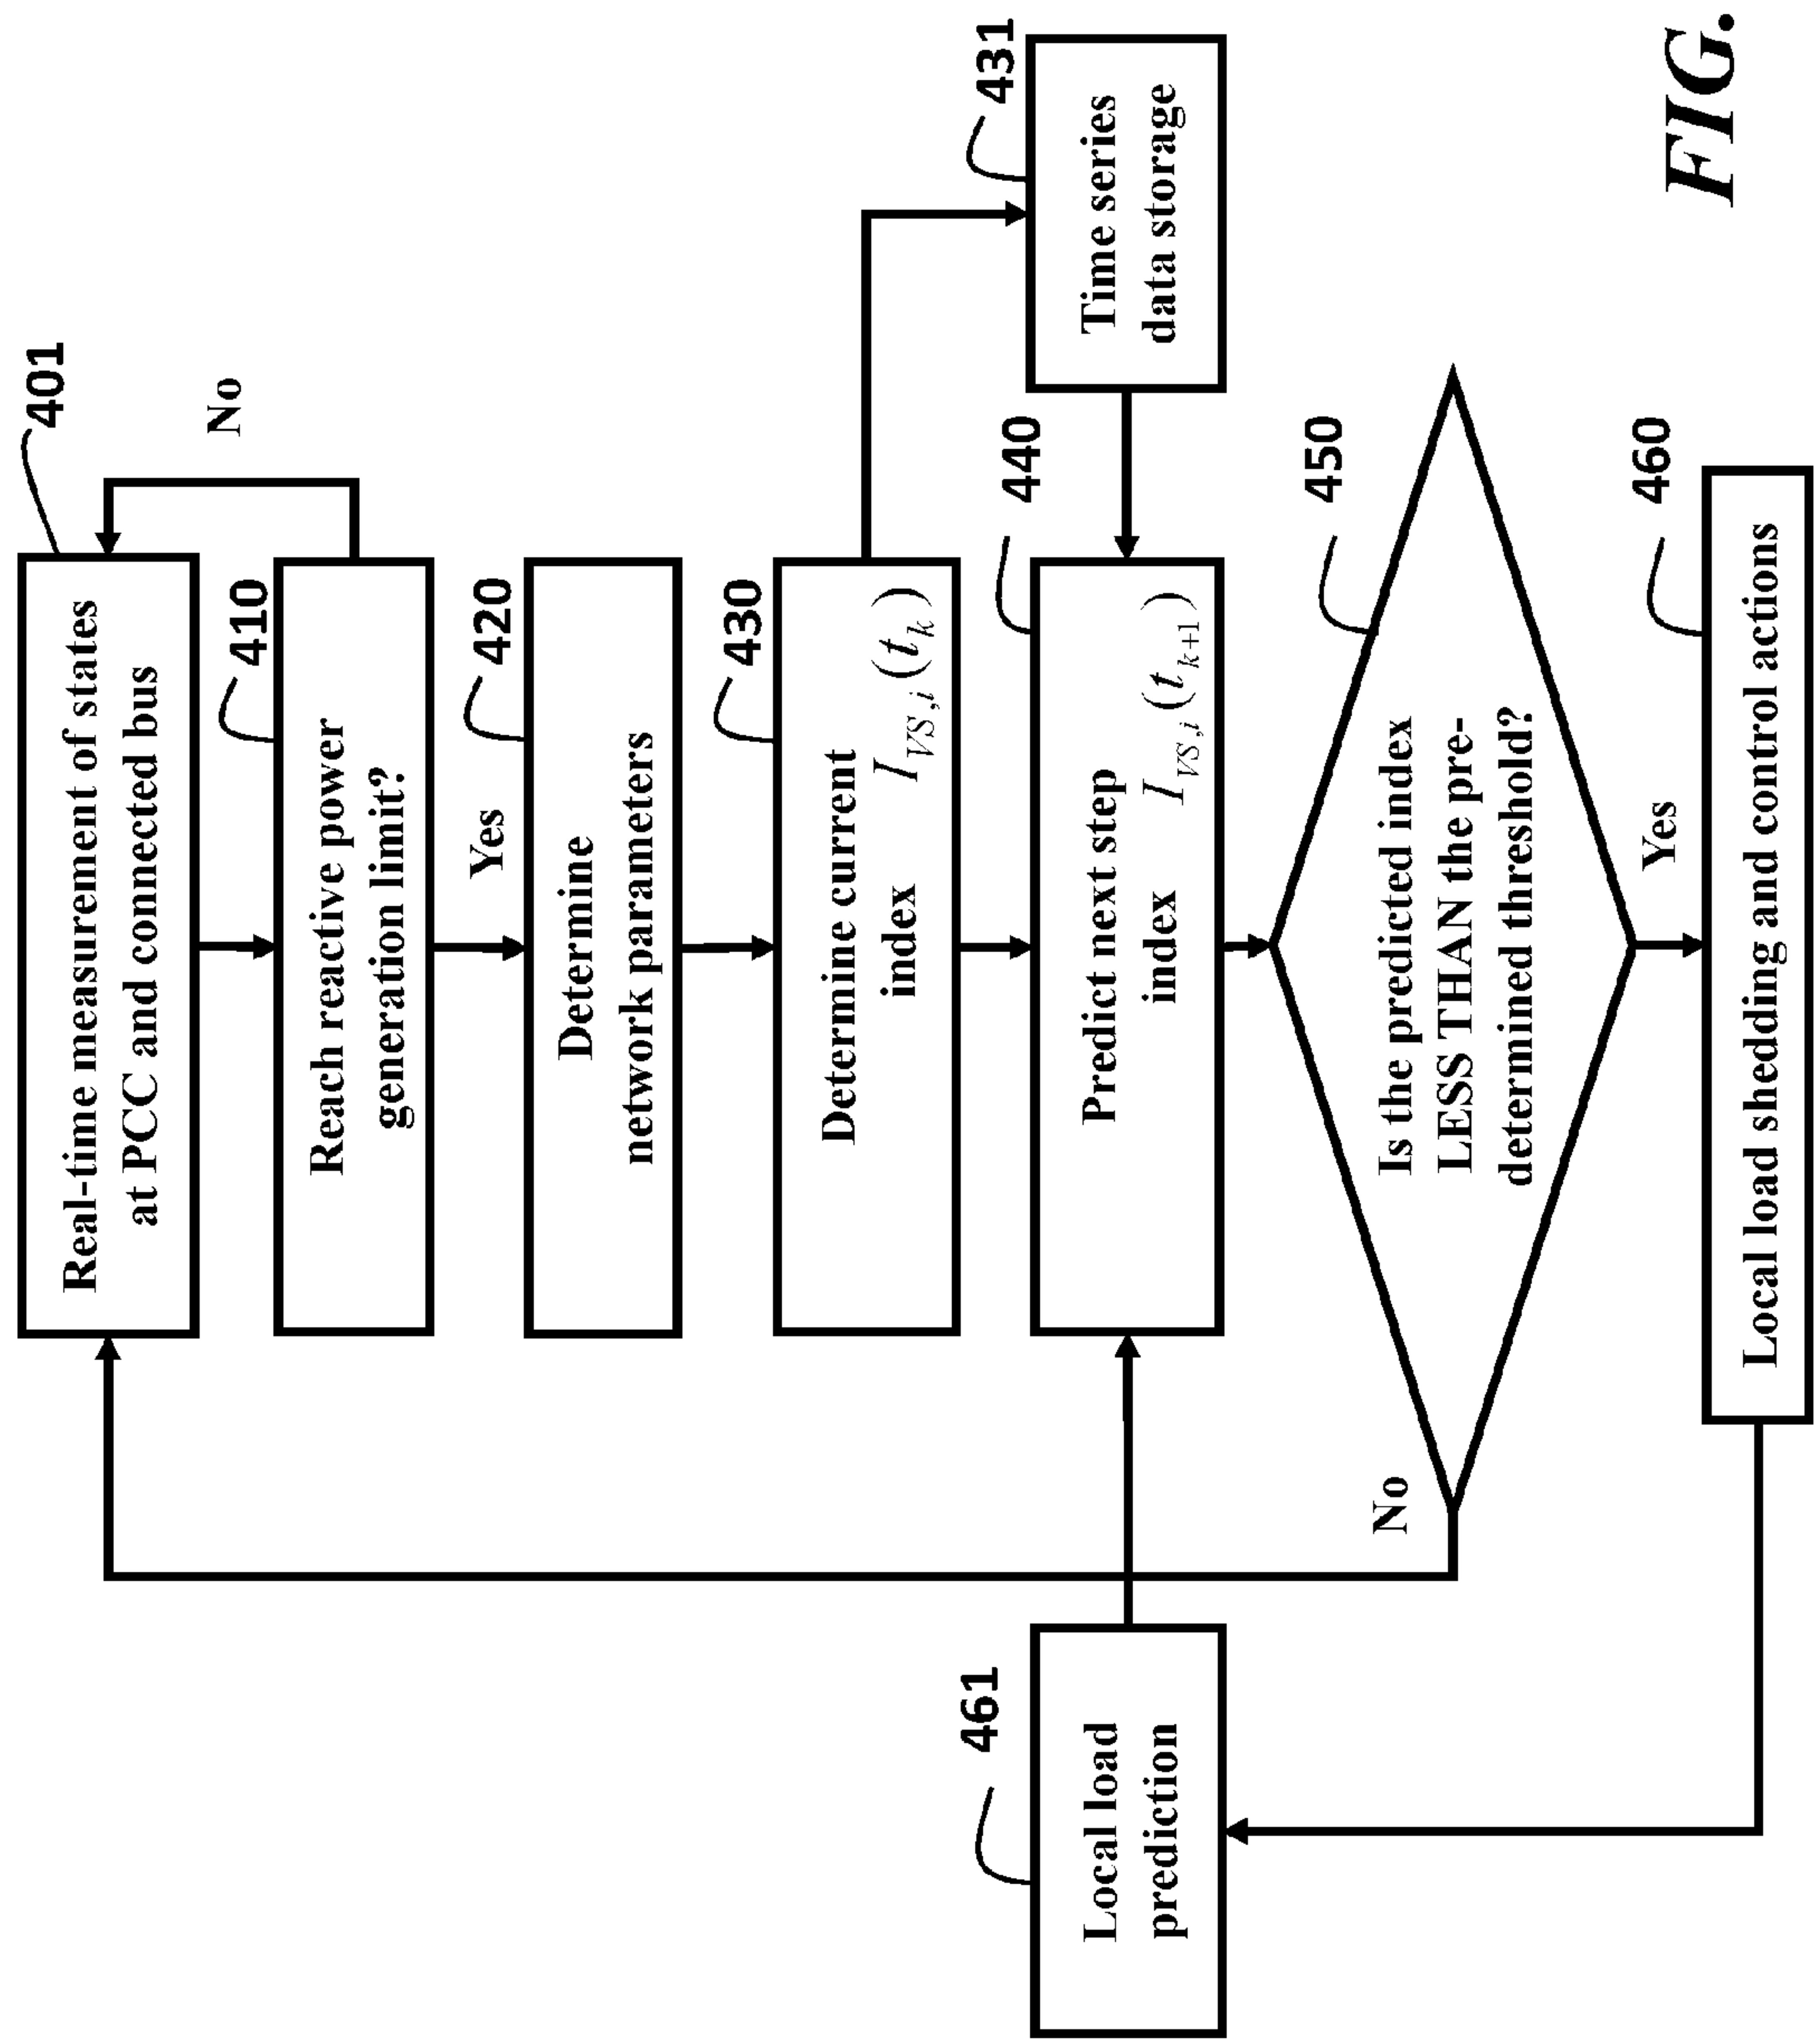 401
Real-time measurement of states
at PCC and connected bus
No
410
Reach reactive power
generation limit?
Yes
420
Determine
network parameters
430
Determine current
index I_{VS,i}(t_k)
431
Time series
data storage
440
Predict next step
index I_{VS,i}(t_{k+1})
461
Local load
prediction
450
Is the predicted index
LESS THAN the pre-
determined threshold?
No
Yes
460
Local load shedding and control actions
FIG.